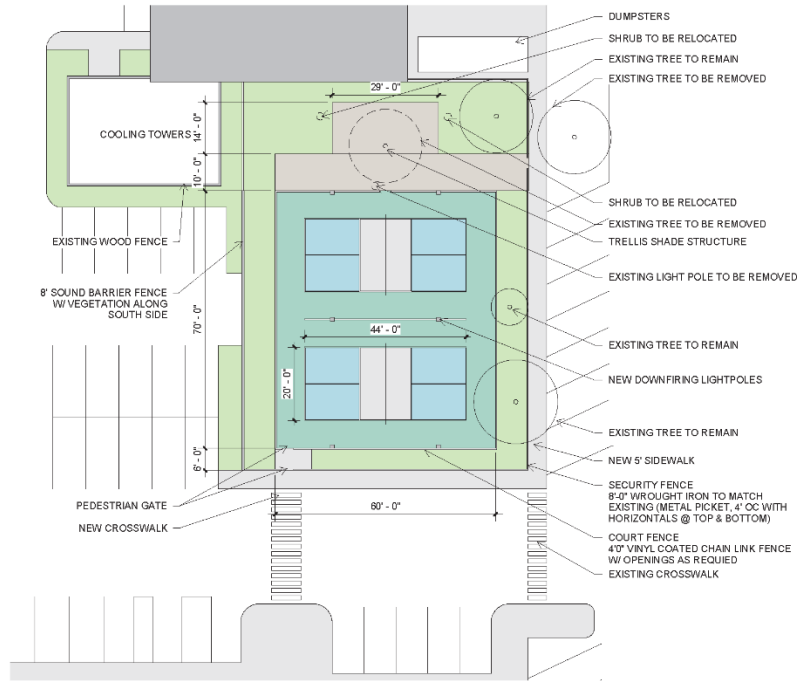 DUMPSTERS
SHRUB TO BE RELOCATED
EXISTING TREE TO REMAIN
EXISTING TREE TO BE REMOVED
29' - 0"
14' - 0"
COOLING TOWERS
10' - 0"
SHRUB TO BE RELOCATED
EXISTING TREE TO BE REMOVED
TRELLIS SHADE STRUCTURE
EXISTING WOOD FENCE
EXISTING LIGHT POLE TO BE REMOVED
8' SOUND BARRIER FENCE
W/ VEGETATION ALONG
SOUTH SIDE
70' - 0"
44' - 0"
EXISTING TREE TO REMAIN
20' - 0"
NEW DOWNFIRING LIGHTPOLES
EXISTING TREE TO REMAIN
6' - 0"
NEW 5' SIDEWALK
PEDESTRIAN GATE
NEW CROSSWALK
60' - 0"
SECURITY FENCE
8'-0" WROUGHT IRON TO MATCH
EXISTING (METAL PICKET, 4' OC WITH
HORIZONTALS @ TOP & BOTTOM)
COURT FENCE
4'0" VINYL COATED CHAIN LINK FENCE
W/ OPENINGS AS REQUIED
EXISTING CROSSWALK